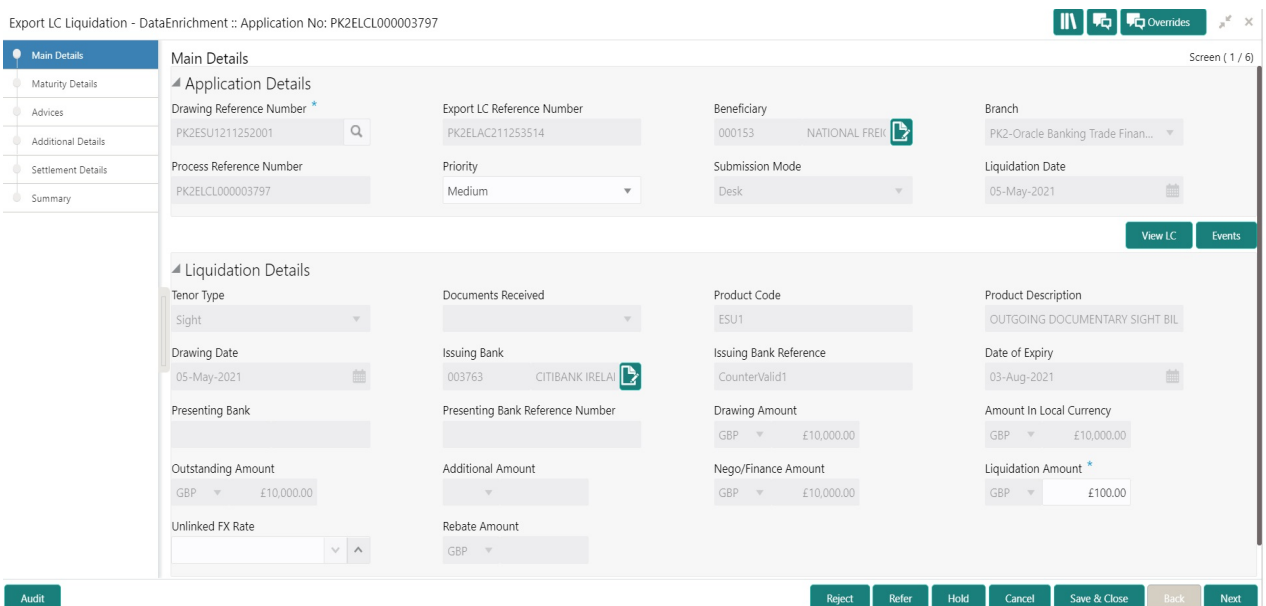 Export LC Liquidation - DataEnrichment :: Application No: PK2ELCL000003797
Overrides
Main Details
Maturity Details
Advices
Additional Details
Settlement Details
Summary
Main Details
Screen ( 1 / 6)
Application Details
Drawing Reference Number * Export LC Reference Number Beneficiary Branch
PK2ESU1211252001 PK2ELAC211253514 000153 NATIONAL FREI PK2-Oracle Banking Trade Finan...
Process Reference Number Priority Submission Mode Liquidation Date
PK2ELCL000003797 Medium Desk 05-May-2021
View LC Events
Liquidation Details
Tenor Type Documents Received Product Code Product Description
Sight ESU1 OUTGOING DOCUMENTARY SIGHT BIL
Drawing Date Issuing Bank Issuing Bank Reference Date of Expiry
05-May-2021 003763 CITIBANK IRELA CounterValid1 03-Aug-2021
Presenting Bank Presenting Bank Reference Number Drawing Amount Amount In Local Currency
GBP £10,000.00 GBP £10,000.00
Outstanding Amount Additional Amount Nego/Finance Amount Liquidation Amount *
GBP £10,000.00 GBP £10,000.00 GBP £100.00
Unlinked FX Rate Rebate Amount
GBP
Audit Reject Refer Hold Cancel Save & Close Back Next